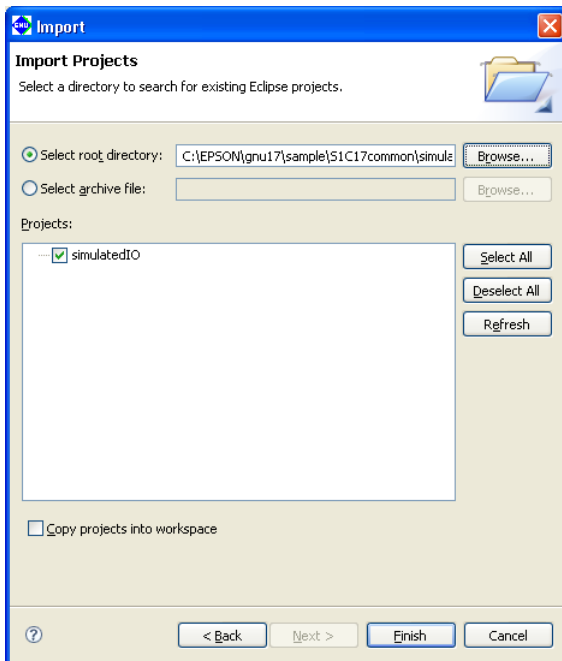 GNU Import
Import Projects
Select a directory to search for existing Eclipse projects.
Select root directory: C:\EPSON\gnu17\sample\S1C17common\simula Browse...
Select archive file: Browse...
Projects:
simulatedIO
Select All
Deselect All
Refresh
Copy projects into workspace
? < Back Next > Finish Cancel